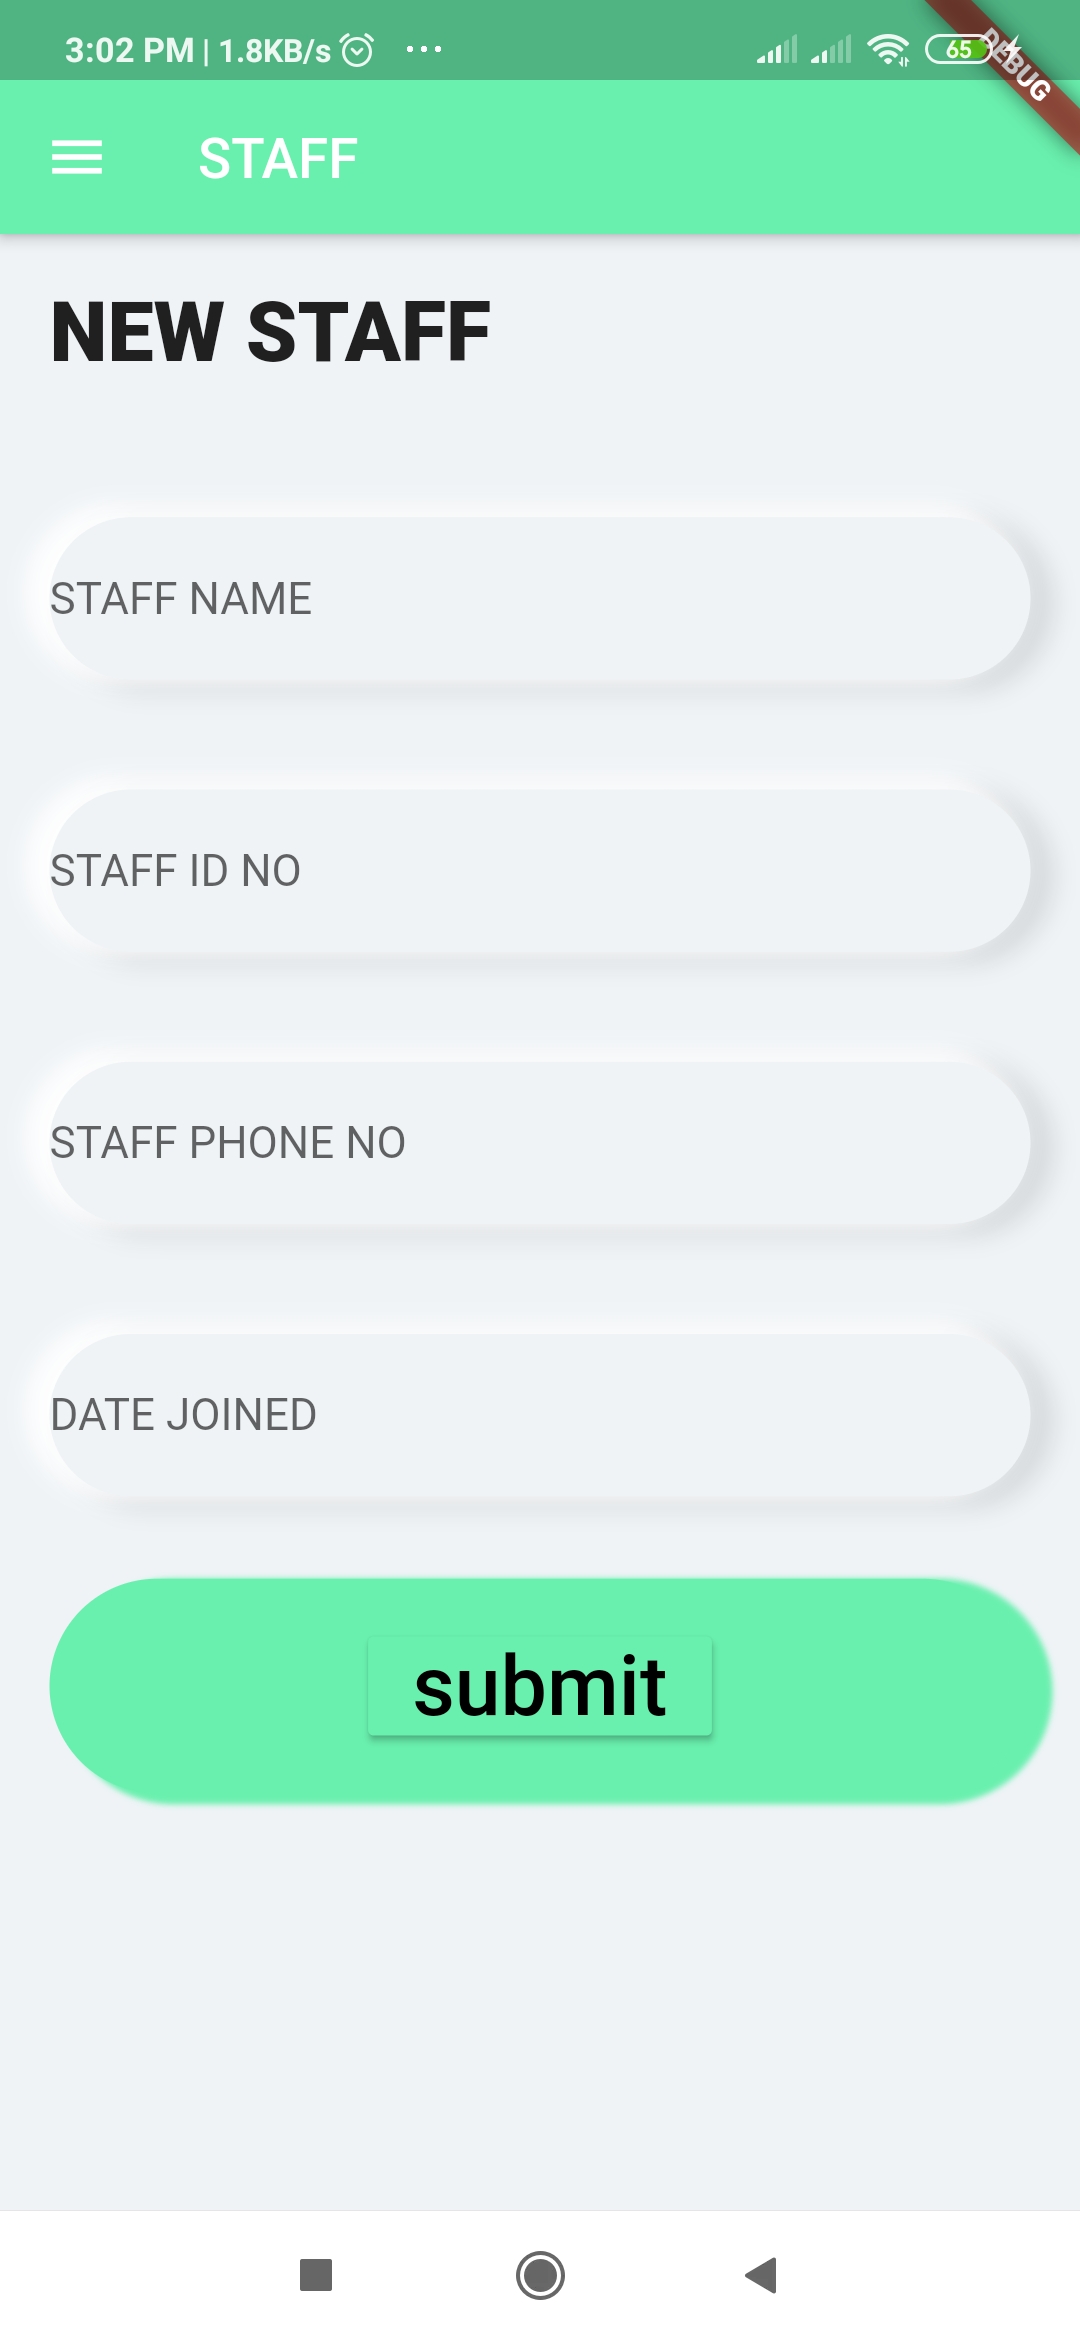 3:02 PM | 1.8KB/s
65
DEBUG
STAFF
NEW STAFF
STAFF NAME
STAFF ID NO
STAFF PHONE NO
DATE JOINED
submit